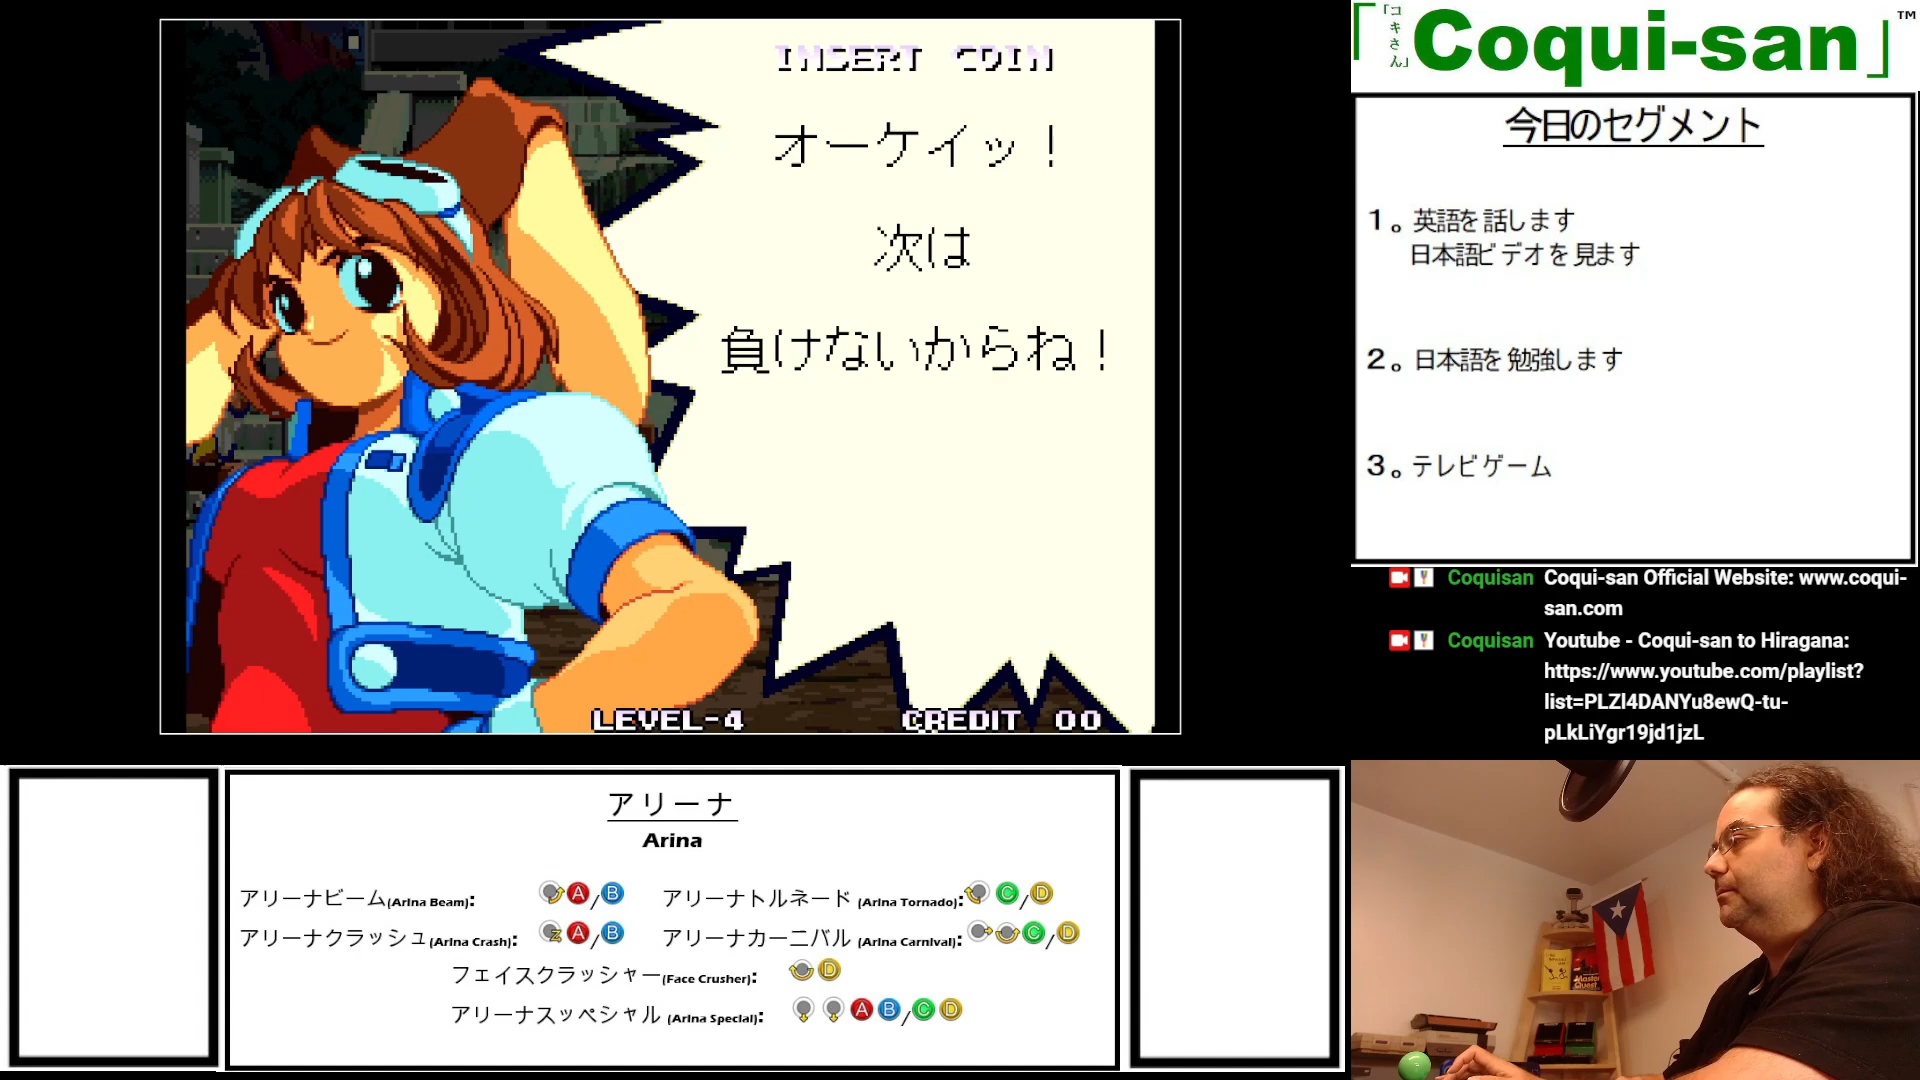 INSERT COIN
オーケイッ！
次は
負けないからね！
LEVEL-4
CREDIT 00
「コキさん」
「Coqui-san」™
今日のセグメント
1。英語を話します
日本語ビデオを見ます
2。日本語を勉強します
3。テレビゲーム
Coquisan Coqui-san Official Website: www.coqui-
san.com
Coquisan Youtube - Coqui-san to Hiragana:
https://www.youtube.com/playlist?
list=PLZl4DANYu8ewQ-tu-
pLkLiYgr19jd1jzL
アリーナ
Arina
アリーナビーム(Arina Beam): A/B
アリーナトルネード (Arina Tornado): C/D
アリーナクラッシュ(Arina Crash): Z A/B
アリーナカーニバル (Arina Carnival): C/D
フェイスクラッシャー(Face Crusher): D
アリーナスッペシャル (Arina Special): A B/C D
Master
Quest